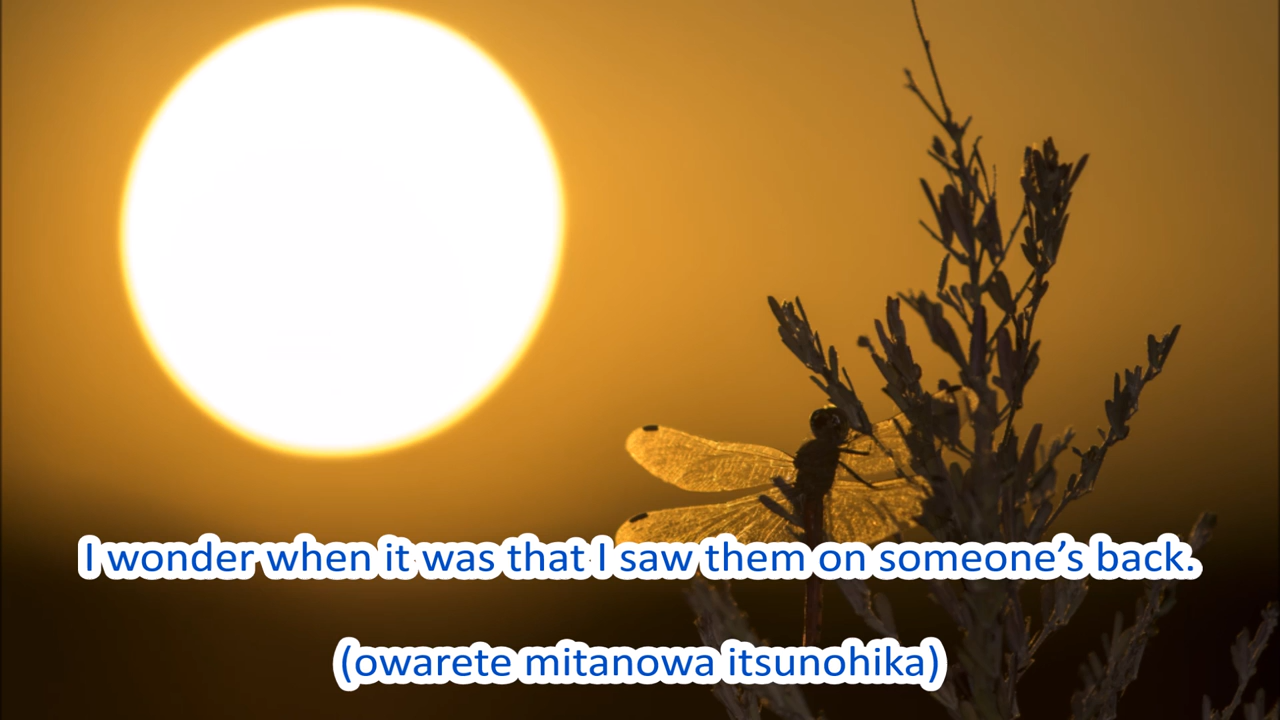 I wonder when it was that I saw them on someone’s back.
(owarete mitanowa itsunohika)